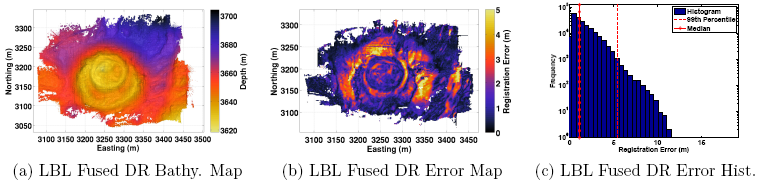 3300
3250
3200
3150
3100
3050
Northing (m)
3100 3150 3200 3250 3300 3350 3400 3450 3500
Easting (m)
3700
3680
3660
3640
3620
Depth (m)
(a) LBL Fused DR Bathy. Map
3300
3250
3200
3150
3100
Northing (m)
3100 3150 3200 3250 3300 3350 3400 3450
Easting (m)
5
4
3
2
1
0
Registration Error (m)
(b) LBL Fused DR Error Map
Histogram
99th Percentile
Median
Frequency
0 6 12 16
Registration Error (m)
(c) LBL Fused DR Error Hist.